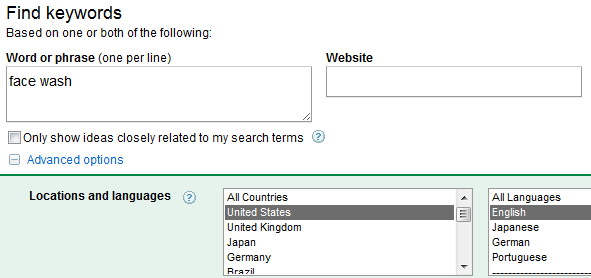 Find keywords
Based on one or both of the following:
Word or phrase (one per line)
Website
face wash
Only show ideas closely related to my search terms ?
Advanced options
Locations and languages ?
All Countries
United States
United Kingdom
Japan
Germany
Brazil
All Languages
English
Japanese
German
Portuguese